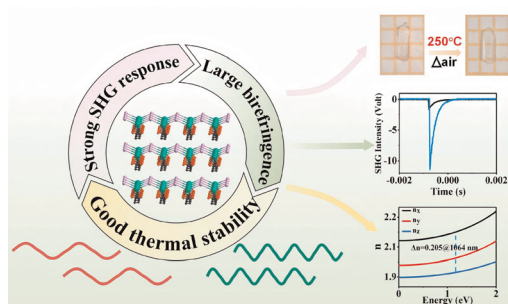 Strong SHG response
Large birefringence
Good thermal stability
250°C
Δair
SHG Intensity (Volt)
0
-5
-10
-0.002
0.000
0.002
Time (s)
n
2.2
2.1
1.9
nx
ny
nz
Δn=0.205@1064 nm
0
1
2
Energy (eV)